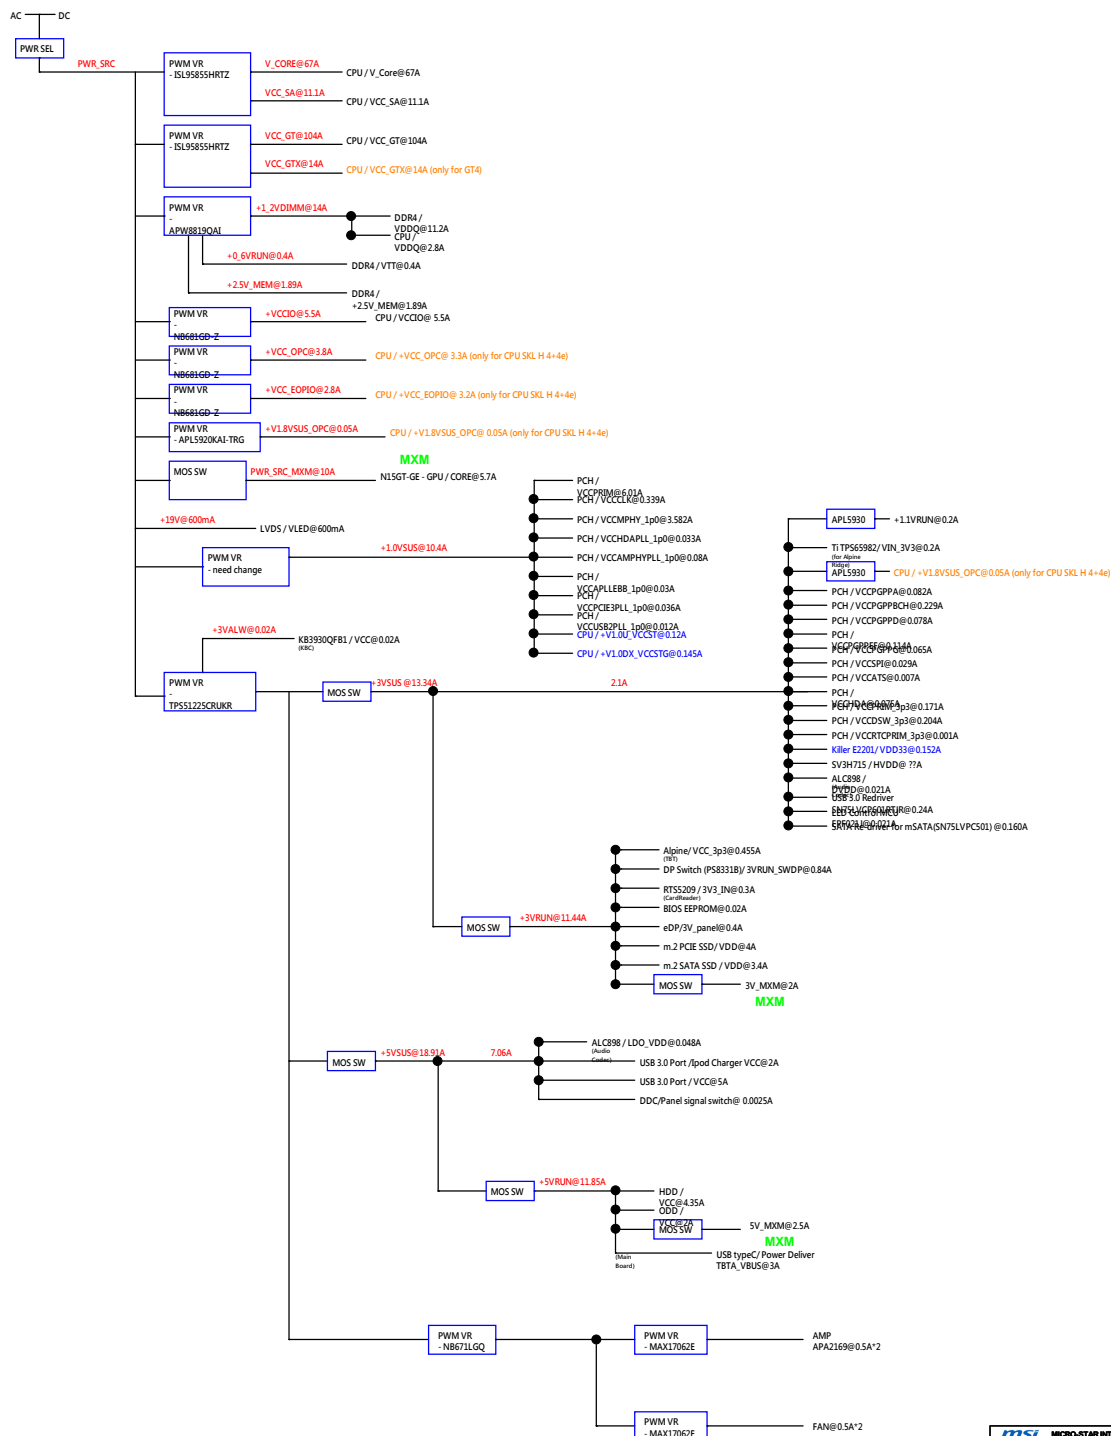 AC
DC
PWR SEL
PWR_SRC
PWM VR
- ISL95855HRTZ
V_CORE@67A
CPU / V_Core@67A
VCC_SA@11.1A
CPU / VCC_SA@11.1A
PWM VR
- ISL95855HRTZ
VCC_GT@104A
CPU / VCC_GT@104A
VCC_GTX@14A
CPU / VCC_GTX@14A (only for GT4)
PWM VR
-
APW8819QAI
+1_2VDIMM@14A
DDR4 /
VDDQ@11.2A
CPU /
VDDQ@2.8A
+0_6VRUN@0.4A
DDR4 / VTT@0.4A
+2.5V_MEM@1.89A
DDR4 /
+2.5V_MEM@1.89A
PWM VR
-
NB681GD-Z
+VCCIO@5.5A
CPU / VCCIO@ 5.5A
PWM VR
-
NB681GD-Z
+VCC_OPC@3.8A
CPU / +VCC_OPC@ 3.3A (only for CPU SKL H 4+4e)
PWM VR
-
NB681GD-Z
+VCC_EOPIO@2.8A
CPU / +VCC_EOPIO@ 3.2A (only for CPU SKL H 4+4e)
PWM VR
- APL5920KAI-TRG
+V1.8VSUS_OPC@0.05A
CPU / +V1.8VSUS_OPC@ 0.05A (only for CPU SKL H 4+4e)
MXM
MOS SW
PWR_SRC_MXM@10A
N15GT-GE - GPU / CORE@5.7A
+19V@600mA
LVDS / VLED@600mA
PWM VR
- need change
+1.0VSUS@10.4A
PCH /
VCCPRIM@6.01A
PCH / VCCCLK@0.339A
PCH / VCCMPHY_1p0@3.582A
PCH / VCCHDAPLL_1p0@0.033A
PCH / VCCAMPHYPLL_1p0@0.08A
PCH /
VCCAPLLEBB_1p0@0.03A
PCH /
VCCPCIE3PLL_1p0@0.036A
PCH /
VCCUSB2PLL_1p0@0.012A
CPU / +V1.0U_VCCST@0.12A
CPU / +V1.0DX_VCCSTG@0.145A
+3VALW@0.02A
KB3930QFB1 / VCC@0.02A
(KBC)
PWM VR
-
TPS51225CRUKR
MOS SW
+3VSUS @13.34A
2.1A
APL5930
+1.1VRUN@0.2A
Ti TPS65982/ VIN_3V3@0.2A
(for Alpine
Ridge)
APL5930
CPU / +V1.8VSUS_OPC@0.05A (only for CPU SKL H 4+4e)
PCH / VCCPGPPA@0.082A
PCH / VCCPGPPBCH@0.229A
PCH / VCCPGPPD@0.078A
PCH /
VCCPGPPEF@0.114A
PCH / VCCPGPPG@0.065A
PCH / VCCSPI@0.029A
PCH / VCCATS@0.007A
PCH /
VCCHDA@0.075A
PCH / VCCPRIM_3p3@0.171A
PCH / VCCDSW_3p3@0.204A
PCH / VCCRTCPRIM_3p3@0.001A
Killer E2201/ VDD33@0.152A
SV3H715 / HVDD@ ??A
ALC898 /
DVDD@0.021A
USB 3.0 Redriver
LED Control MCU
SATA Re-driver for mSATA(SN75LVPC501) @0.160A
Alpine/ VCC_3p3@0.455A
(TBT)
DP Switch (PS8331B)/ 3VRUN_SWDP@0.84A
RTS5209 / 3V3_IN@0.3A
(CardReader)
BIOS EEPROM@0.02A
MOS SW
+3VRUN@11.44A
eDP/3V_panel@0.4A
m.2 PCIE SSD/ VDD@4A
m.2 SATA SSD / VDD@3.4A
MOS SW
3V_MXM@2A
MXM
ALC898 / LDO_VDD@0.048A
(Audio
Codec)
MOS SW
+5VSUS@18.91A
7.06A
USB 3.0 Port /Ipod Charger VCC@2A
USB 3.0 Port / VCC@5A
DDC/Panel signal switch@ 0.0025A
MOS SW
+5VRUN@11.85A
HDD /
VCC@4.35A
ODD /
VCC@2A
MOS SW
5V_MXM@2.5A
MXM
(Main
Board)
USB typeC/ Power Deliver
TBTA_VBUS@3A
PWM VR
- NB671LGQ
PWM VR
- MAX17062E
AMP
APA2169@0.5A*2
PWM VR
- MAX17062E
FAN@0.5A*2
msi
MICRO-STAR INT